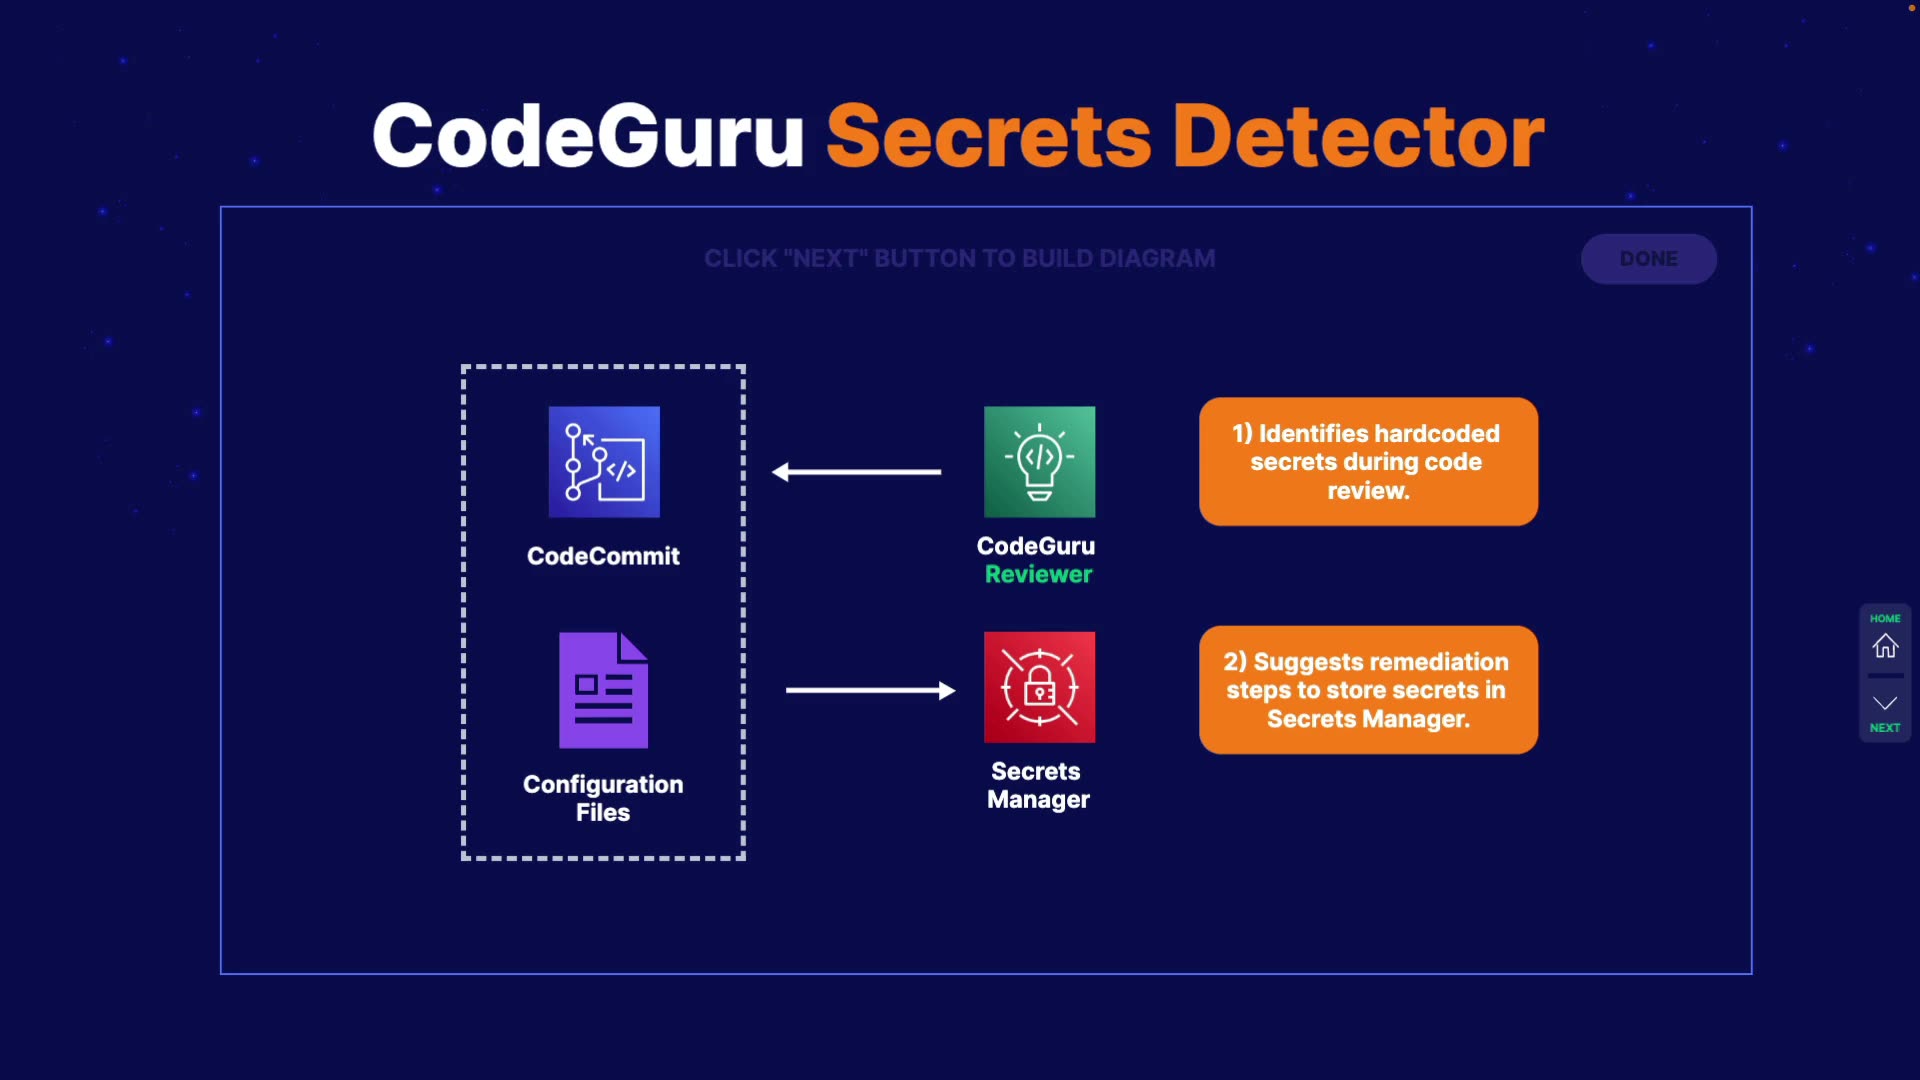 CodeGuru Secrets Detector
CLICK "NEXT" BUTTON TO BUILD DIAGRAM
DONE
CodeCommit
CodeGuru
Reviewer
1) Identifies hardcoded
secrets during code
review.
Configuration
Files
Secrets
Manager
2) Suggests remediation
steps to store secrets in
Secrets Manager.
HOME
NEXT